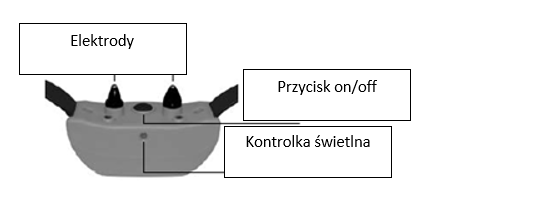 Elektrody
Przycisk on/off
Kontrolka świetlna